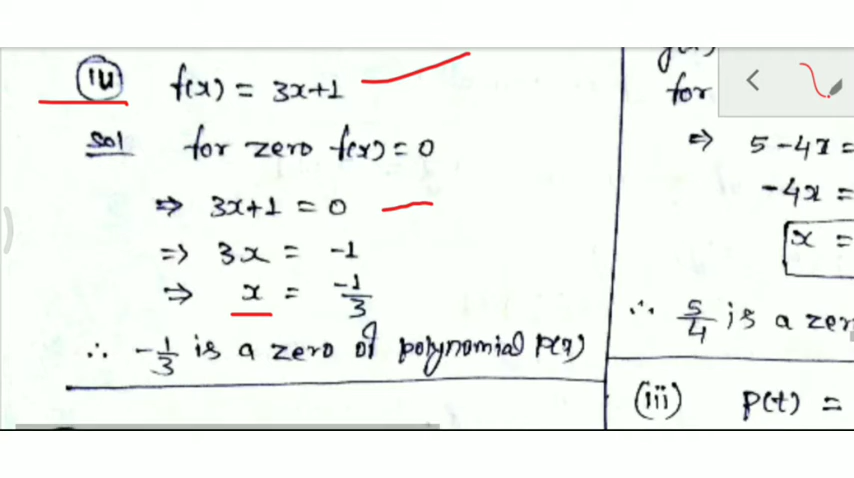 (iv) f(x) = 3x+1
Sol for zero f(x) = 0
⇒ 3x+1 = 0
⇒ 3x = -1
⇒ x = -1/3
∴ -1/3 is a zero of polynomial p(x)
for
⇒ 5-4x =
-4x =
x =
∴ 5/4 is a zero
(iii) p(t) =